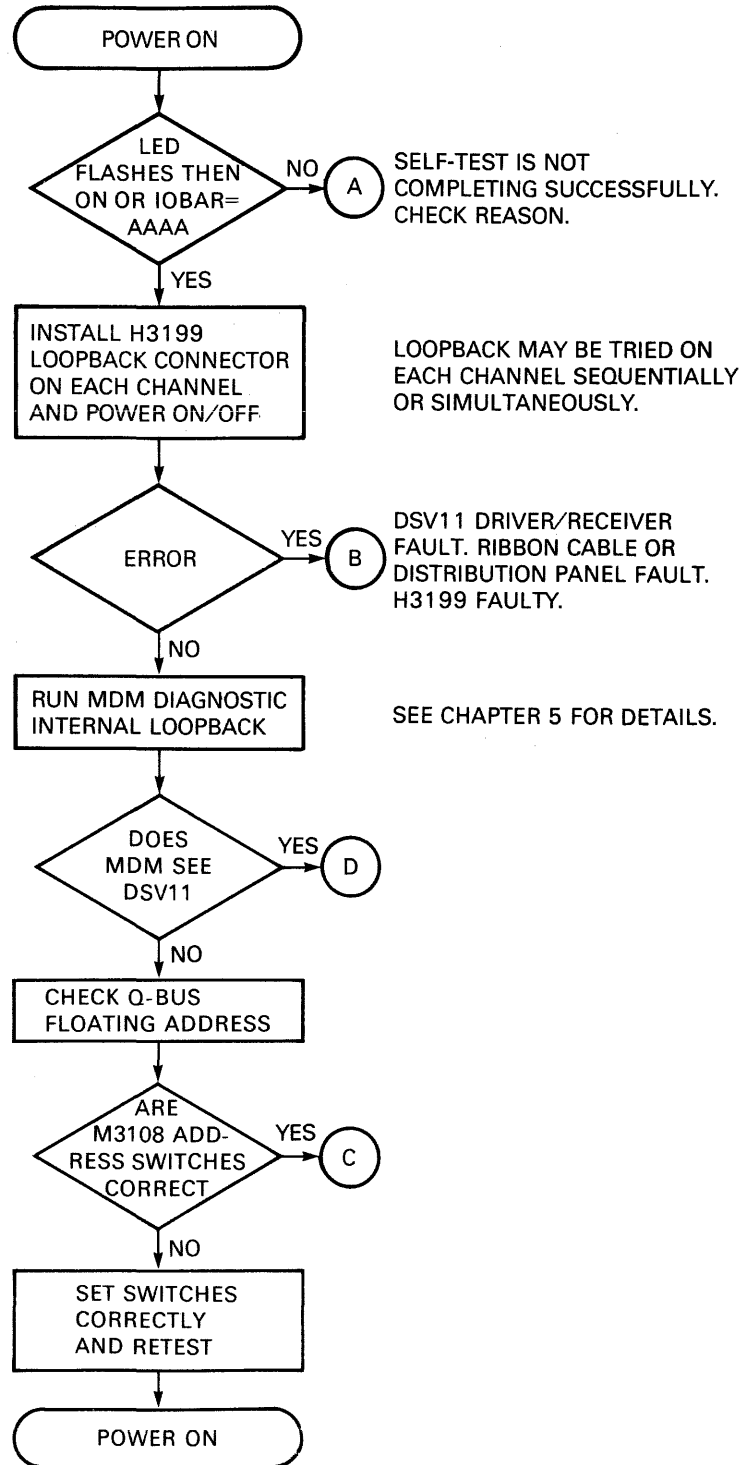 POWER ON
LED
FLASHES THEN
ON OR IOBAR=
AAAA
NO
A
SELF-TEST IS NOT
COMPLETING SUCCESSFULLY.
CHECK REASON.
YES
INSTALL H3199
LOOPBACK CONNECTOR
ON EACH CHANNEL
AND POWER ON/OFF
LOOPBACK MAY BE TRIED ON
EACH CHANNEL SEQUENTIALLY
OR SIMULTANEOUSLY.
ERROR
YES
B
DSV11 DRIVER/RECEIVER
FAULT. RIBBON CABLE OR
DISTRIBUTION PANEL FAULT.
H3199 FAULTY.
NO
RUN MDM DIAGNOSTIC
INTERNAL LOOPBACK
SEE CHAPTER 5 FOR DETAILS.
DOES
MDM SEE
DSV11
YES
D
NO
CHECK Q-BUS
FLOATING ADDRESS
ARE
M3108 ADD-
RESS SWITCHES
CORRECT
YES
C
NO
SET SWITCHES
CORRECTLY
AND RETEST
POWER ON